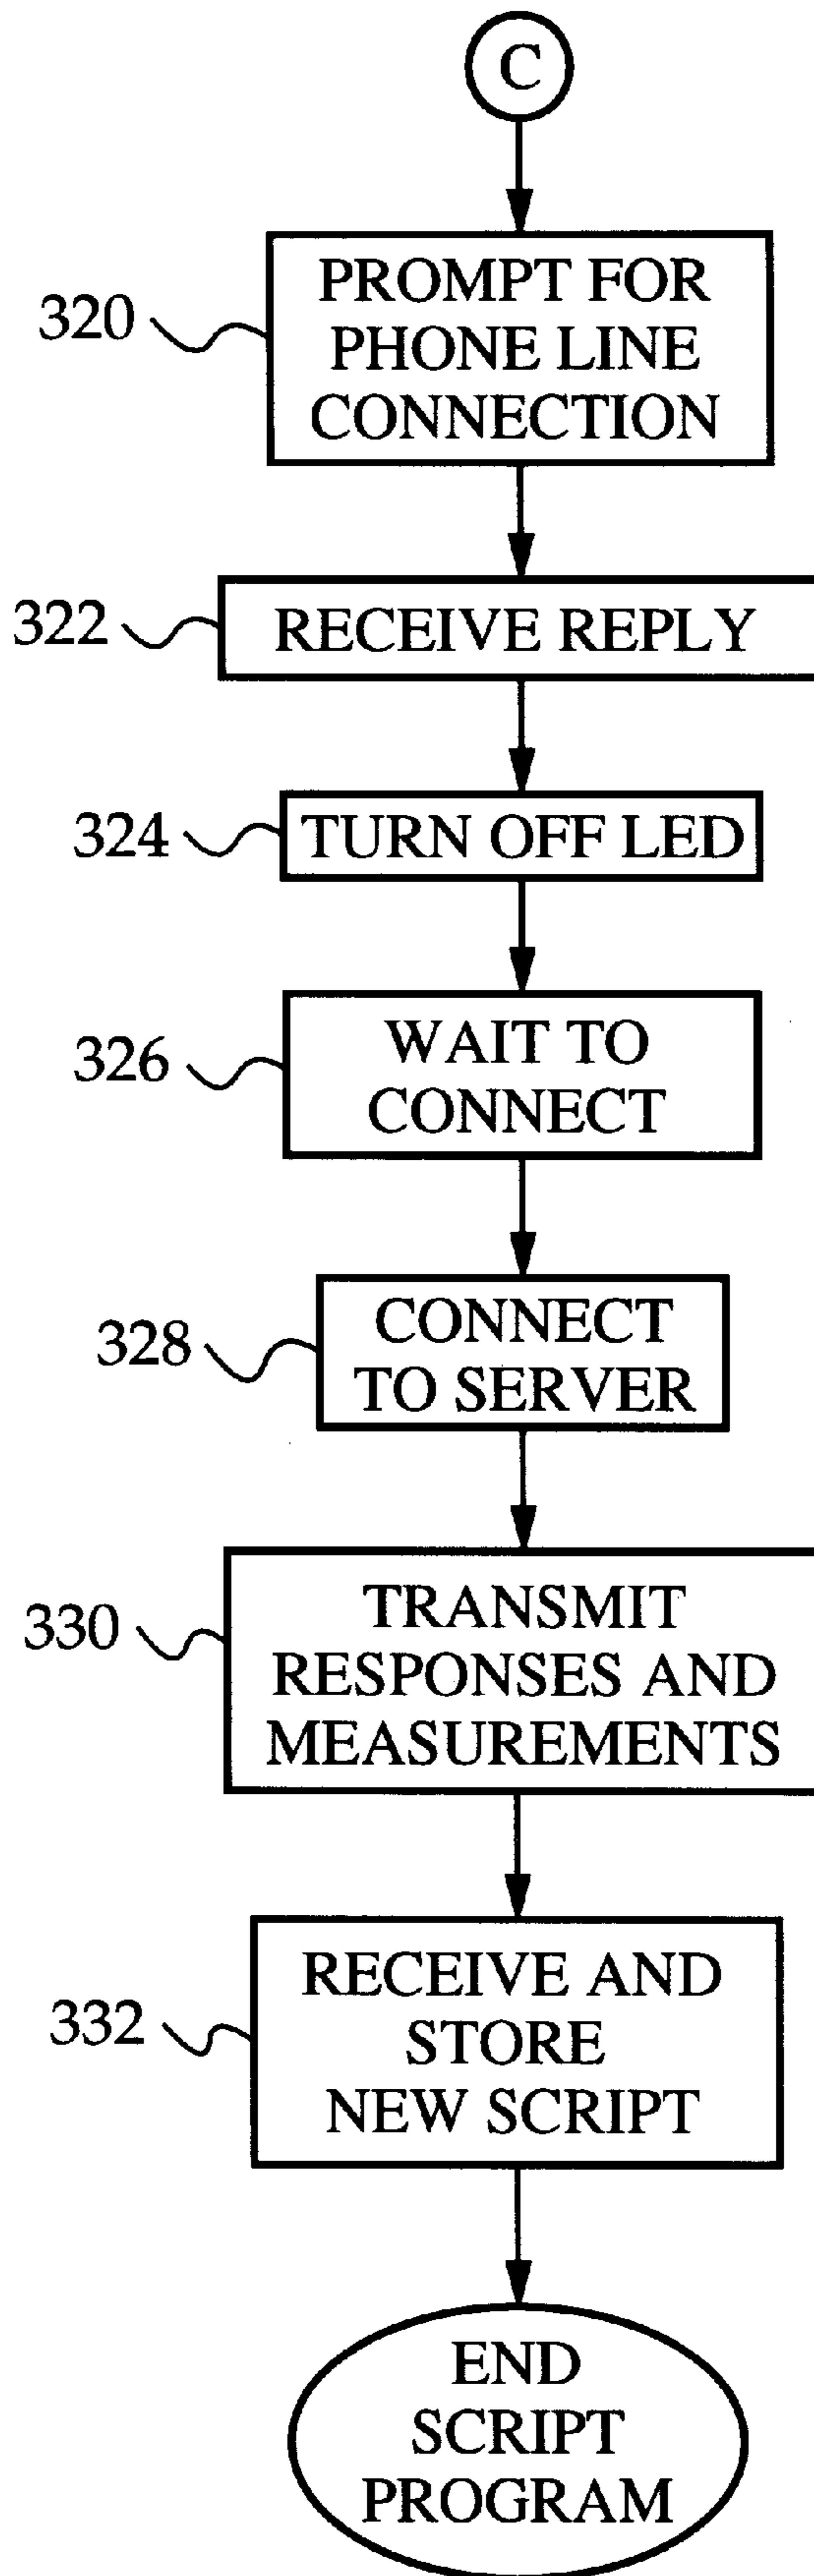 C
320
PROMPT FOR
PHONE LINE
CONNECTION
322
RECEIVE REPLY
324
TURN OFF LED
326
WAIT TO
CONNECT
328
CONNECT
TO SERVER
330
TRANSMIT
RESPONSES AND
MEASUREMENTS
332
RECEIVE AND
STORE
NEW SCRIPT
END
SCRIPT
PROGRAM